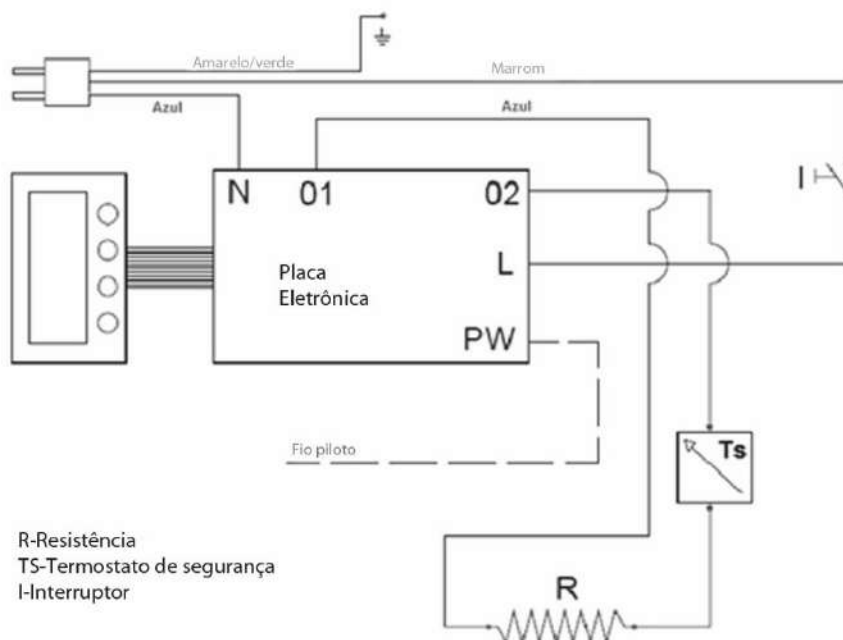 Amarelo/verde
Marrom
Azul
Azul
N
01
02
I
L
Placa
Eletrônica
PW
Fio piloto
Ts
R-Resistência
TS-Termostato de segurança
I-Interruptor
R